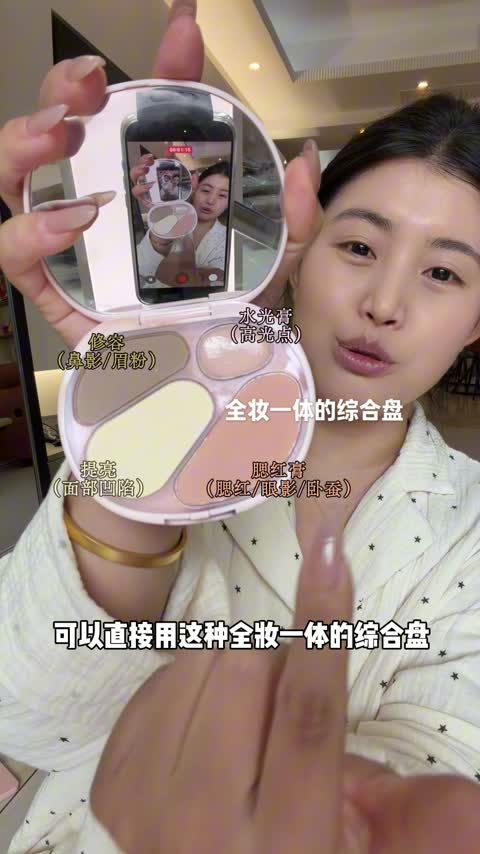 修容
（鼻影/眉粉）
水光膏
（高光点）
全妆一体的综合盘
提亮
（面部凹陷）
腮红膏
（腮红/眼影/卧蚕）
可以直接用这种全妆一体的综合盘